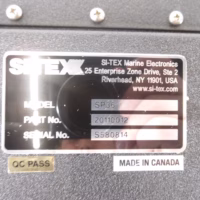 SI-TEX
SI-TEX Marine Electronics
25 Enterprise Zone Drive, Ste 2
Riverhead, NY 11901, USA
www.si-tex.com
MODEL
PART No.
SERIAL No.
QC PASS
MADE IN CANADA